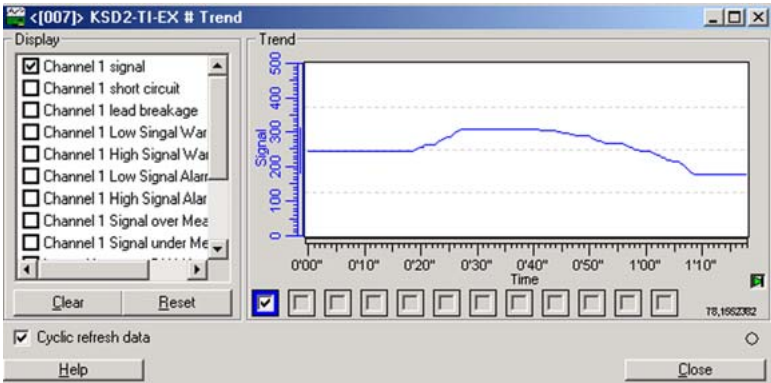 <[007]> KSD2-TI-EX # Trend
Display
Channel 1 signal
Channel 1 short circuit
Channel 1 lead breakage
Channel 1 Low Singal War
Channel 1 High Signal War
Channel 1 Low Signal Alarr
Channel 1 High Signal Alar
Channel 1 Signal over Mea
Channel 1 Signal under Me
Clear
Reset
Trend
Signal
500
400
300
200
100
0
0'00" 0'10" 0'20" 0'30" 0'40" 0'50" 1'00" 1'10"
Time
78,1662382
Cyclic refresh data
Help
Close